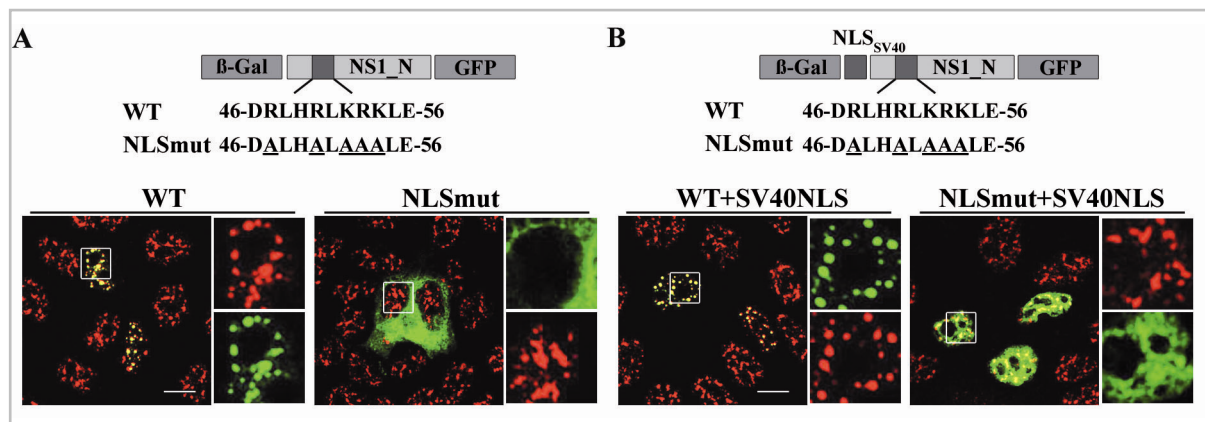 A
ß-Gal NS1_N GFP
WT 46-DRLHRLKRKLE-56
NLSmut 46-DALHALAAALE-56
WT NLSmut
B
NLSSV40
ß-Gal NS1_N GFP
WT 46-DRLHRLKRKLE-56
NLSmut 46-DALHALAAALE-56
WT+SV40NLS NLSmut+SV40NLS